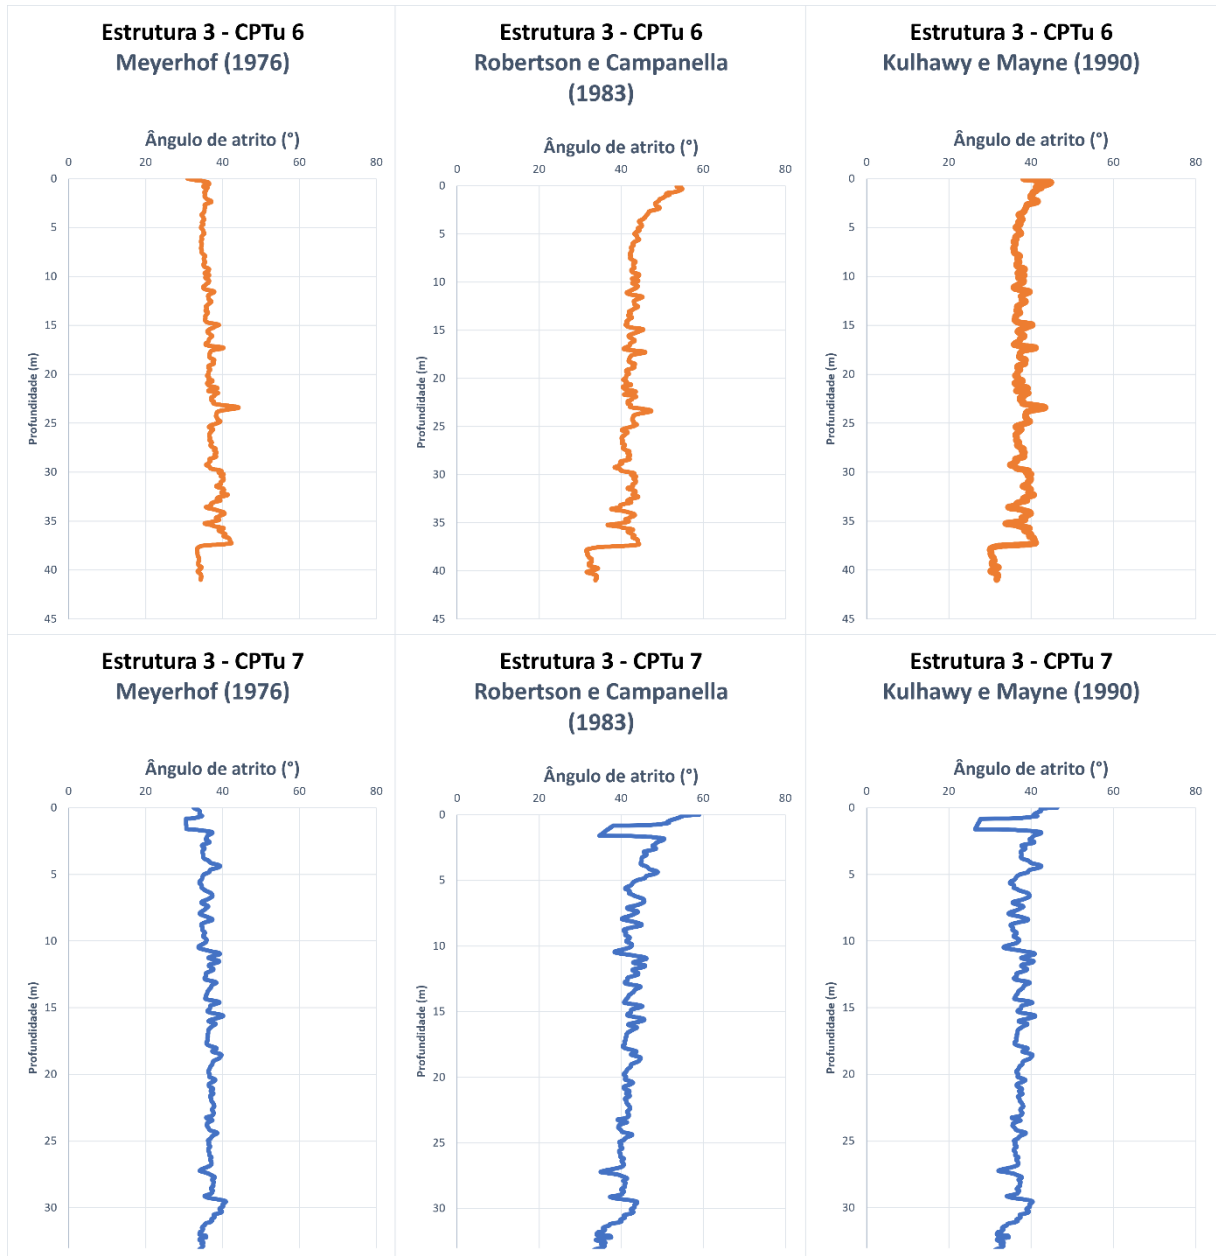 Estrutura 3 - CPTu 6
Meyerhof (1976)
Ângulo de atrito (°)
0 20 40 60 80
0
5
10
15
20
25
30
35
40
45
Profundidade (m)
Estrutura 3 - CPTu 6
Robertson e Campanella
(1983)
Ângulo de atrito (°)
0 20 40 60 80
0
5
10
15
20
25
30
35
40
45
Profundidade (m)
Estrutura 3 - CPTu 6
Kulhawy e Mayne (1990)
Ângulo de atrito (°)
0 20 40 60 80
0
5
10
15
20
25
30
35
40
45
Profundidade (m)
Estrutura 3 - CPTu 7
Meyerhof (1976)
Ângulo de atrito (°)
0 20 40 60 80
0
5
10
15
20
25
30
Profundidade (m)
Estrutura 3 - CPTu 7
Robertson e Campanella
(1983)
Ângulo de atrito (°)
0 20 40 60 80
0
5
10
15
20
25
30
Profundidade (m)
Estrutura 3 - CPTu 7
Kulhawy e Mayne (1990)
Ângulo de atrito (°)
0 20 40 60 80
0
5
10
15
20
25
30
Profundidade (m)